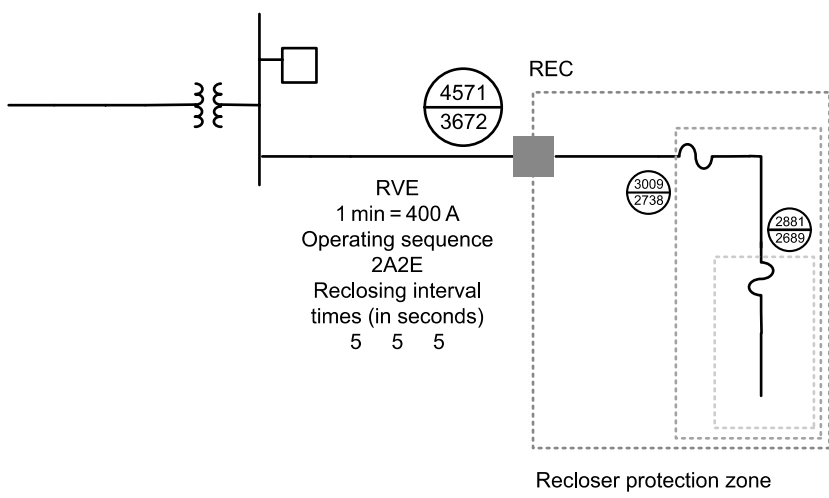 REC
4571
3672
3009
2738
2881
2689
RVE
1 min = 400 A
Operating sequence
2A2E
Reclosing interval
times (in seconds)
5 5 5
Recloser protection zone